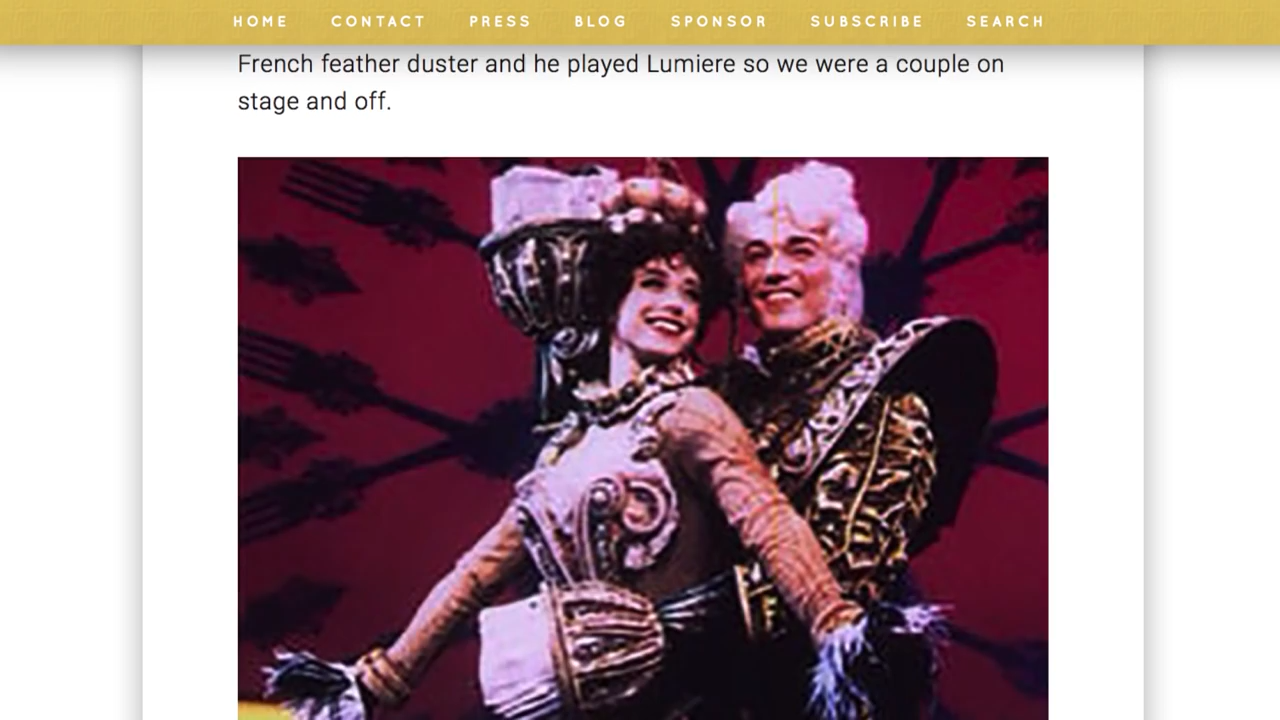 HOME CONTACT PRESS BLOG SPONSOR SUBSCRIBE SEARCH
French feather duster and he played Lumiere so we were a couple on
stage and off.